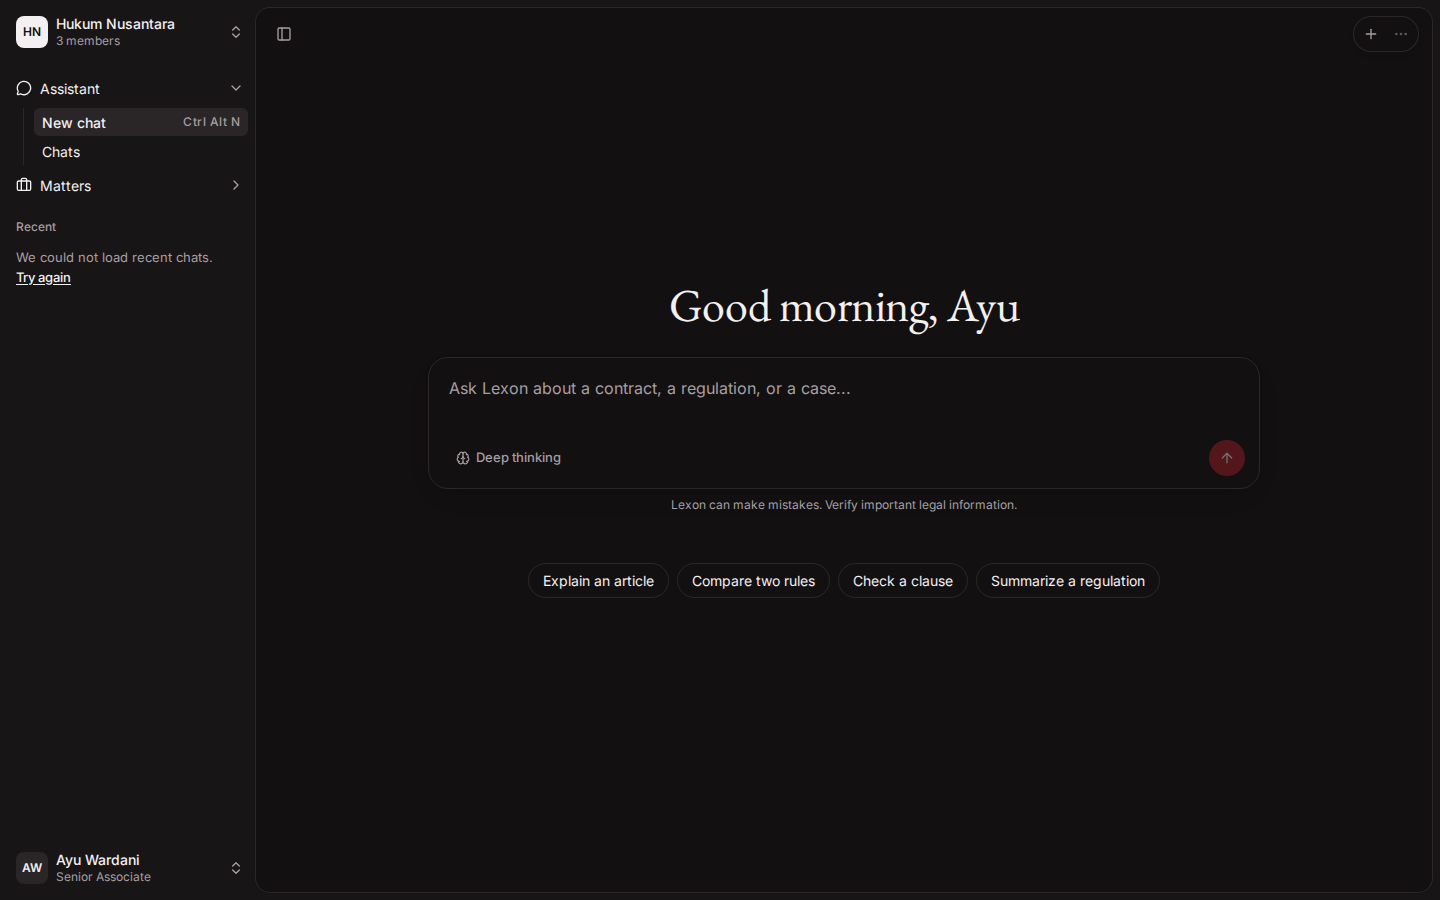 HN
Hukum Nusantara
3 members
Assistant
New chat Ctrl Alt N
Chats
Matters
Recent
We could not load recent chats.
Try again
AW
Ayu Wardani
Senior Associate
Good morning, Ayu
Ask Lexon about a contract, a regulation, or a case...
Deep thinking
Lexon can make mistakes. Verify important legal information.
Explain an article
Compare two rules
Check a clause
Summarize a regulation